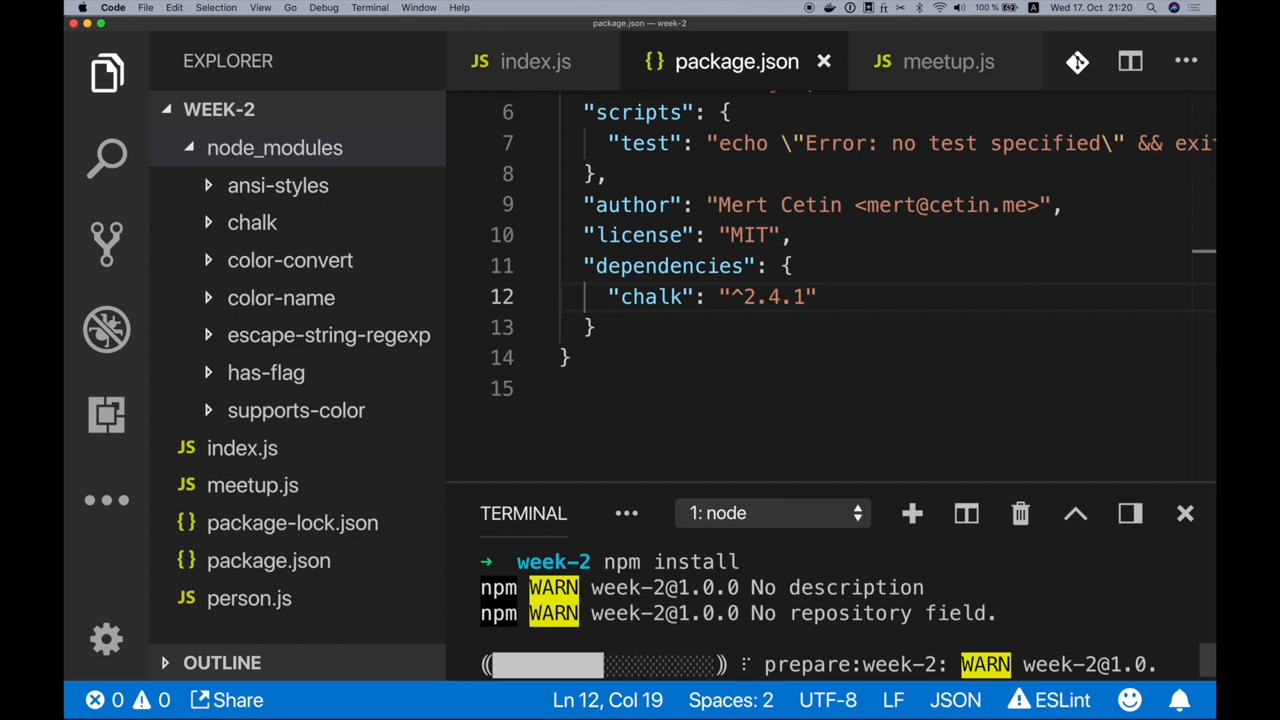 Code File Edit Selection View Go Debug Terminal Window Help 100 % Wed 17. Oct 21:20
package.json — week-2
EXPLORER
JS index.js
{} package.json
JS meetup.js
WEEK-2
node_modules
ansi-styles
chalk
color-convert
color-name
escape-string-regexp
has-flag
supports-color
JS index.js
JS meetup.js
{} package-lock.json
{} package.json
JS person.js
OUTLINE
6 "scripts": {
7 "test": "echo \"Error: no test specified\" && exit
8 },
9 "author": "Mert Cetin <mert@cetin.me>",
10 "license": "MIT",
11 "dependencies": {
12 "chalk": "^2.4.1"
13 }
14 }
15
TERMINAL ••• 1: node
→ week-2 npm install
npm WARN week-2@1.0.0 No description
npm WARN week-2@1.0.0 No repository field.
prepare:week-2: WARN week-2@1.0.
0 0 Share Ln 12, Col 19 Spaces: 2 UTF-8 LF JSON ESLint